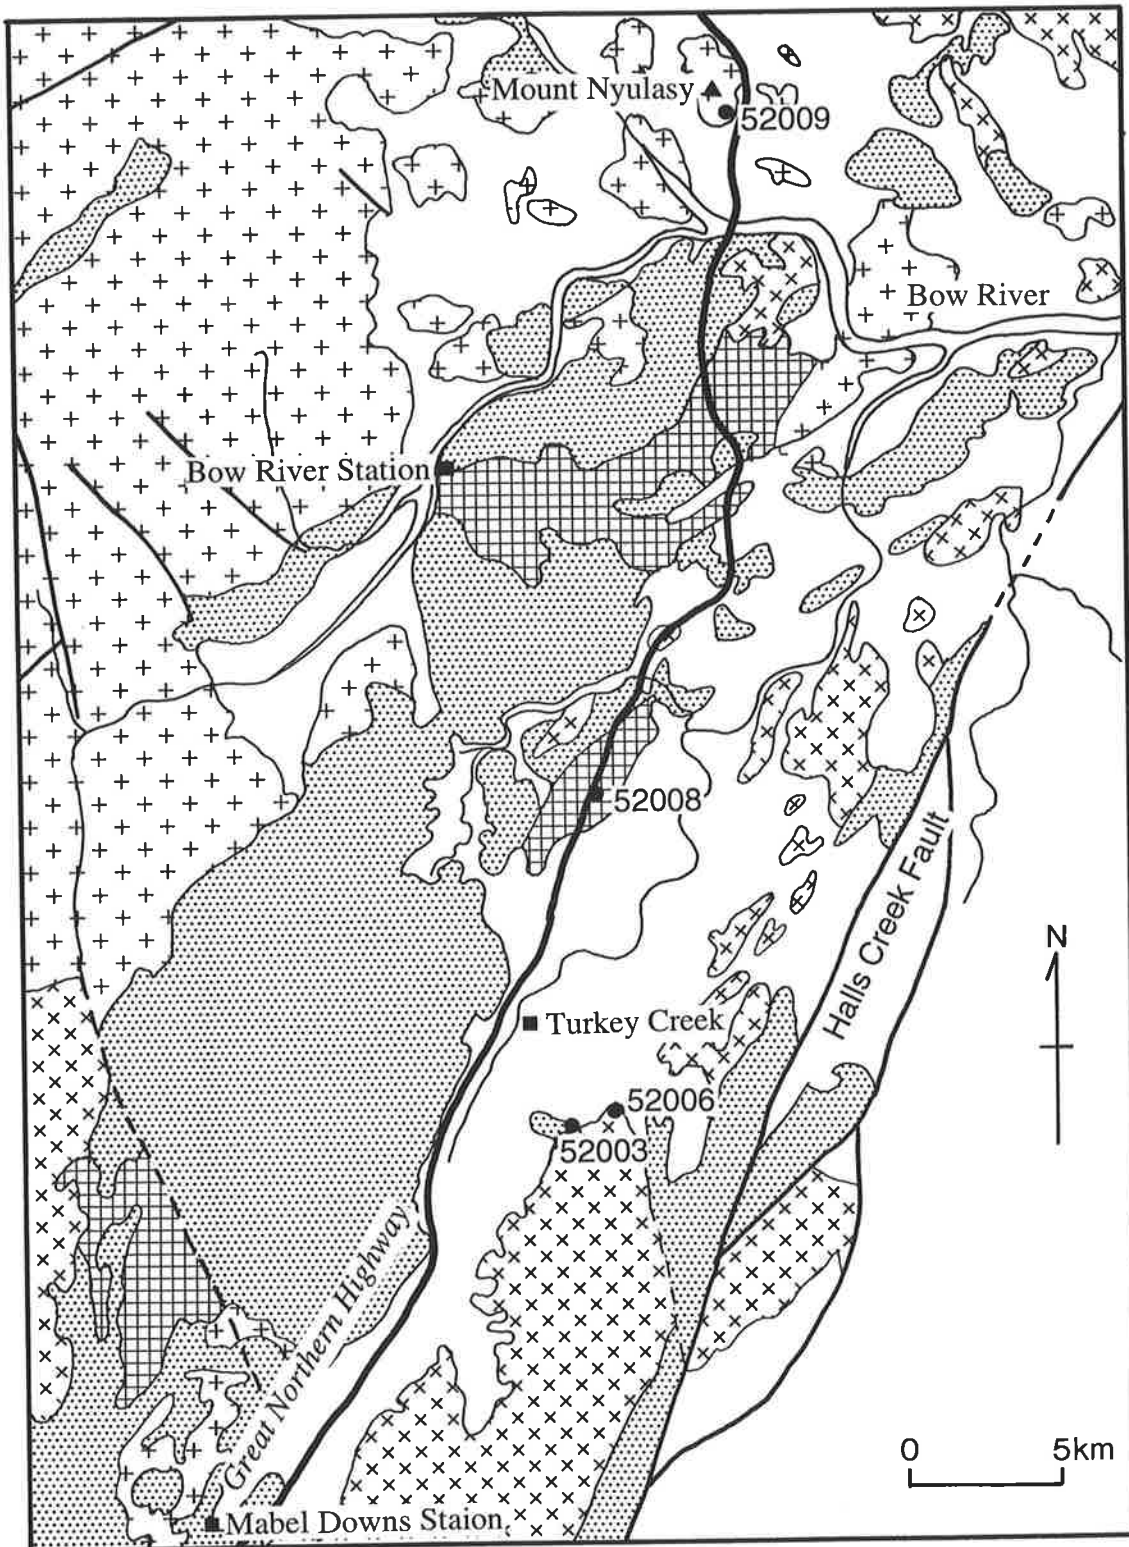 Mount Nyulasy
52009
Bow River
Bow River Station
52008
Halls Creek Fault
N
Turkey Creek
52006
52003
Great Northern Highway
0 5km
Mabel Downs Staion